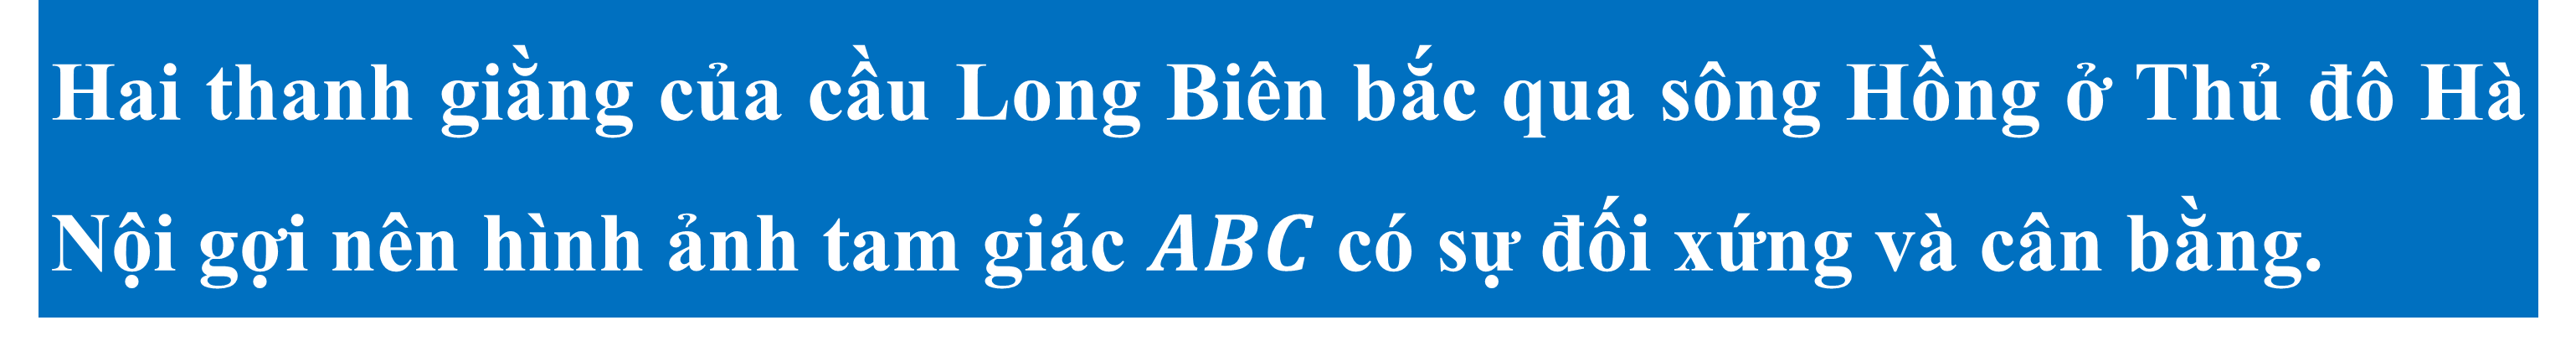 Hai thanh giằng của cầu Long Biên bắc qua sông Hồng ở Thủ đô Hà
Nội gợi nên hình ảnh tam giác ABC có sự đối xứng và cân bằng.